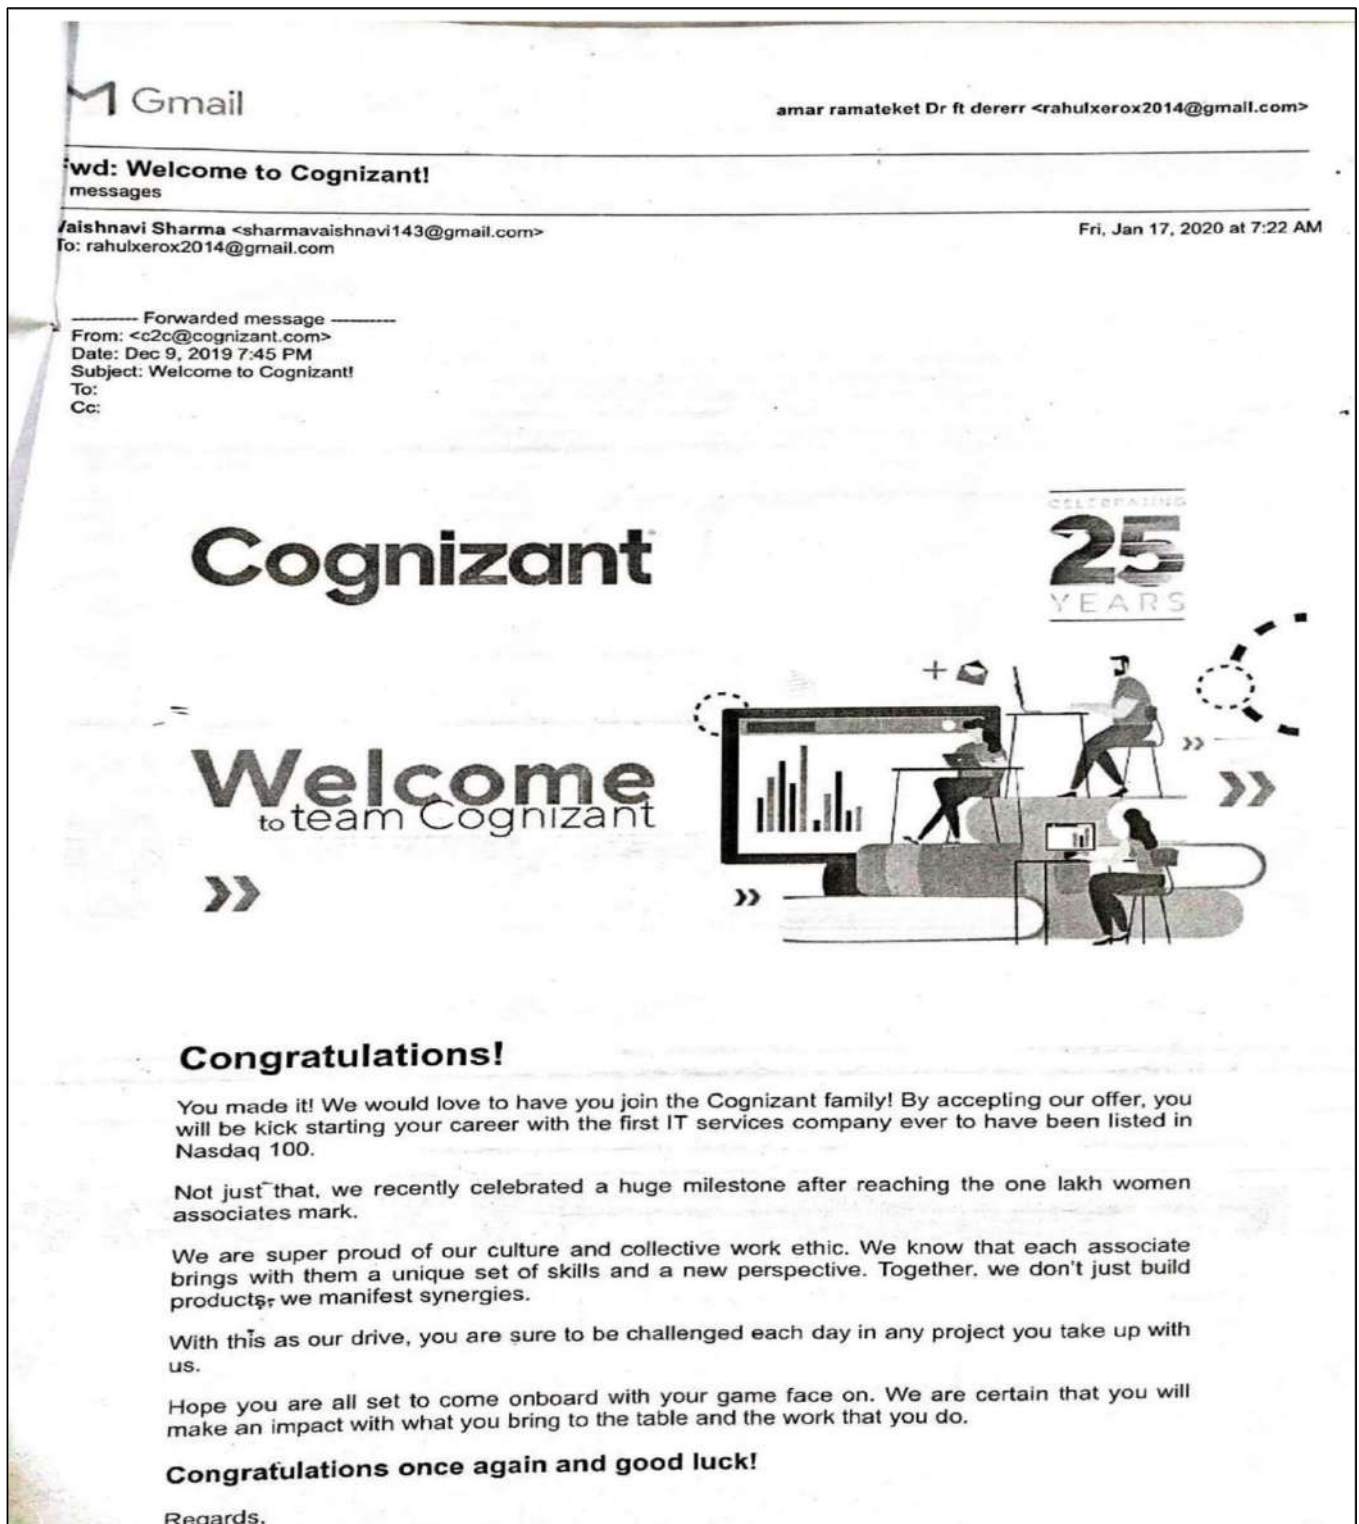 M Gmail
amar ramateket Dr ft dererr <rahulxerox2014@gmail.com>
wd: Welcome to Cognizant!
messages
aishnavi Sharma <sharmavaishnavi143@gmail.com>
Fri, Jan 17, 2020 at 7:22 AM
To: rahulxerox2014@gmail.com
---------- Forwarded message ----------
From: <c2c@cognizant.com>
Date: Dec 9, 2019 7:45 PM
Subject: Welcome to Cognizant!
To:
Cc:
CELEBRATING
25
YEARS
Cognizant
Welcome
to team Cognizant
Congratulations!
You made it! We would love to have you join the Cognizant family! By accepting our offer, you
will be kick starting your career with the first IT services company ever to have been listed in
Nasdaq 100.
Not just that, we recently celebrated a huge milestone after reaching the one lakh women
associates mark.
We are super proud of our culture and collective work ethic. We know that each associate
brings with them a unique set of skills and a new perspective. Together, we don't just build
products, we manifest synergies.
With this as our drive, you are sure to be challenged each day in any project you take up with
us.
Hope you are all set to come onboard with your game face on. We are certain that you will
make an impact with what you bring to the table and the work that you do.
Congratulations once again and good luck!
Regards,